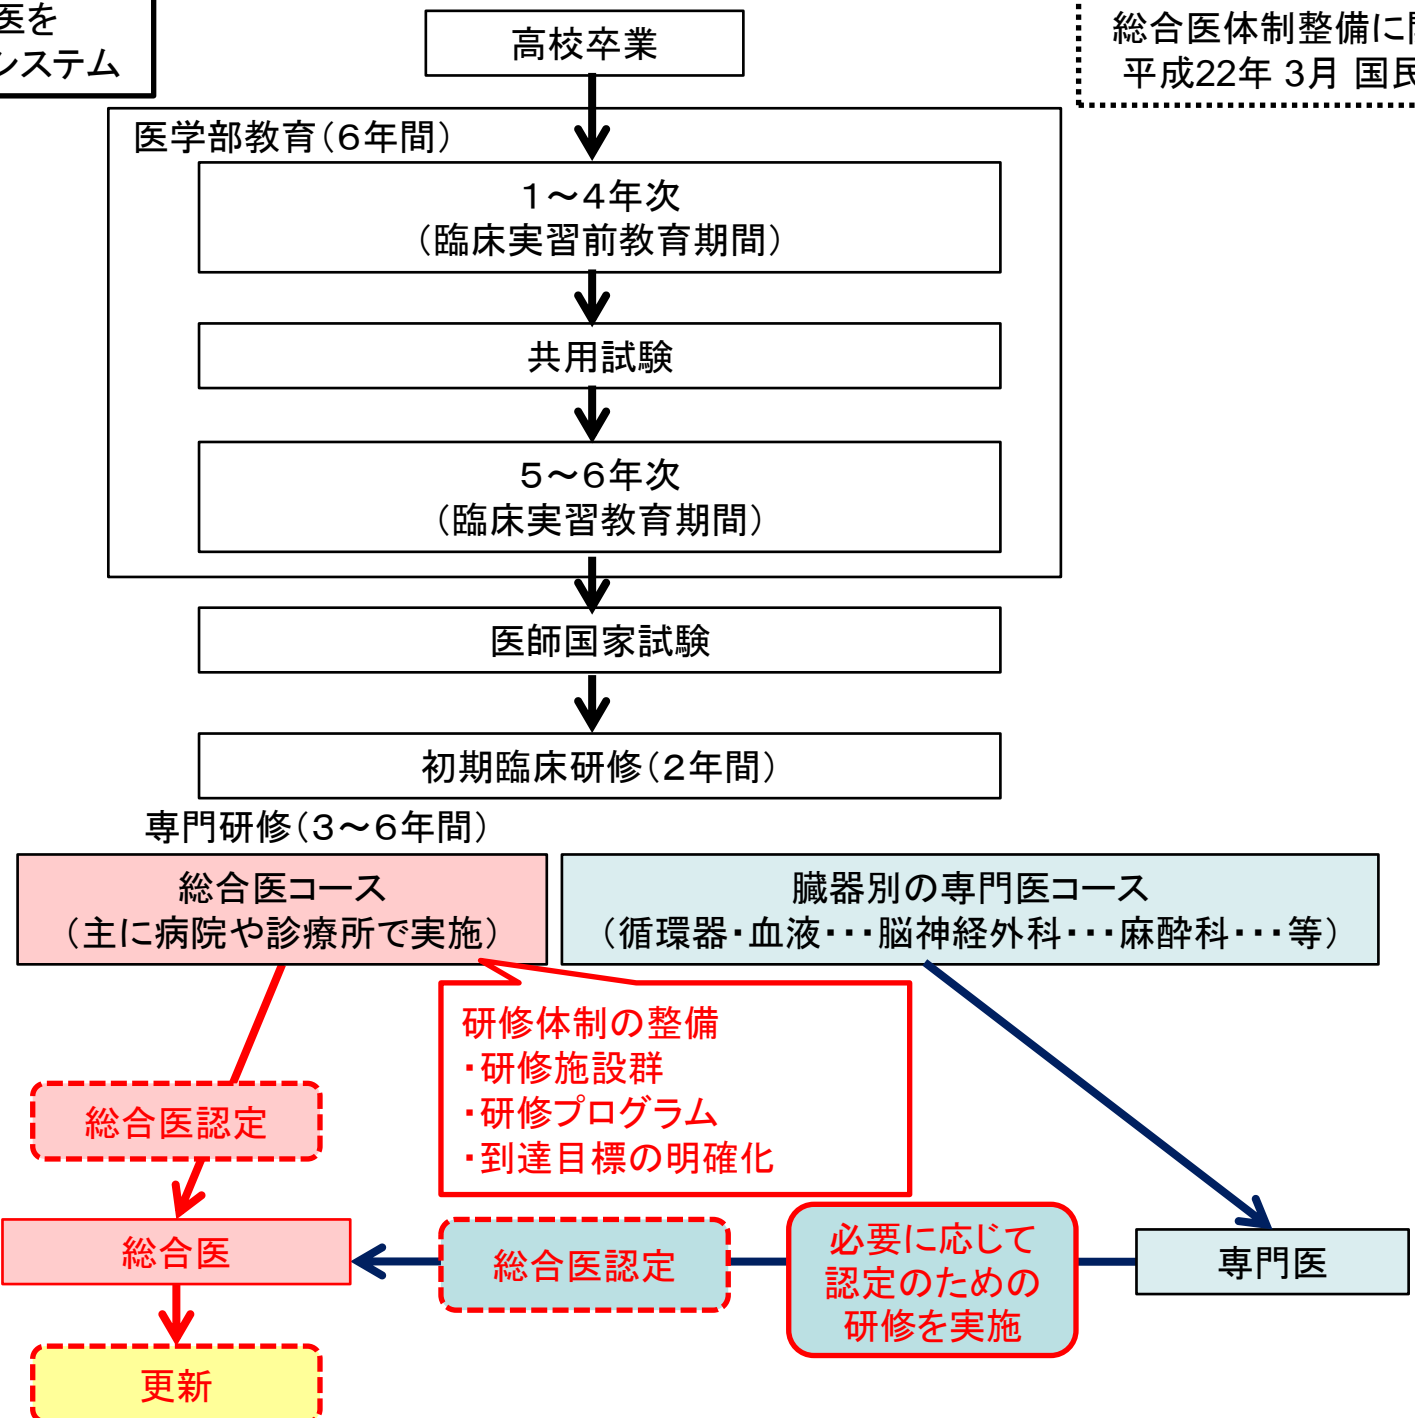 医を
システム
総合医体制整備に
平成22年 3月 国民
高校卒業
医学部教育(6年間)
1～4年次
(臨床実習前教育期間)
共用試験
5～6年次
(臨床実習教育期間)
医師国家試験
初期臨床研修(2年間)
専門研修(3～6年間)
総合医コース
(主に病院や診療所で実施)
臓器別の専門医コース
(循環器・血液・・・脳神経外科・・・麻酔科・・・等)
研修体制の整備
・研修施設群
・研修プログラム
・到達目標の明確化
総合医認定
総合医
総合医認定
必要に応じて
認定のための
研修を実施
専門医
更新